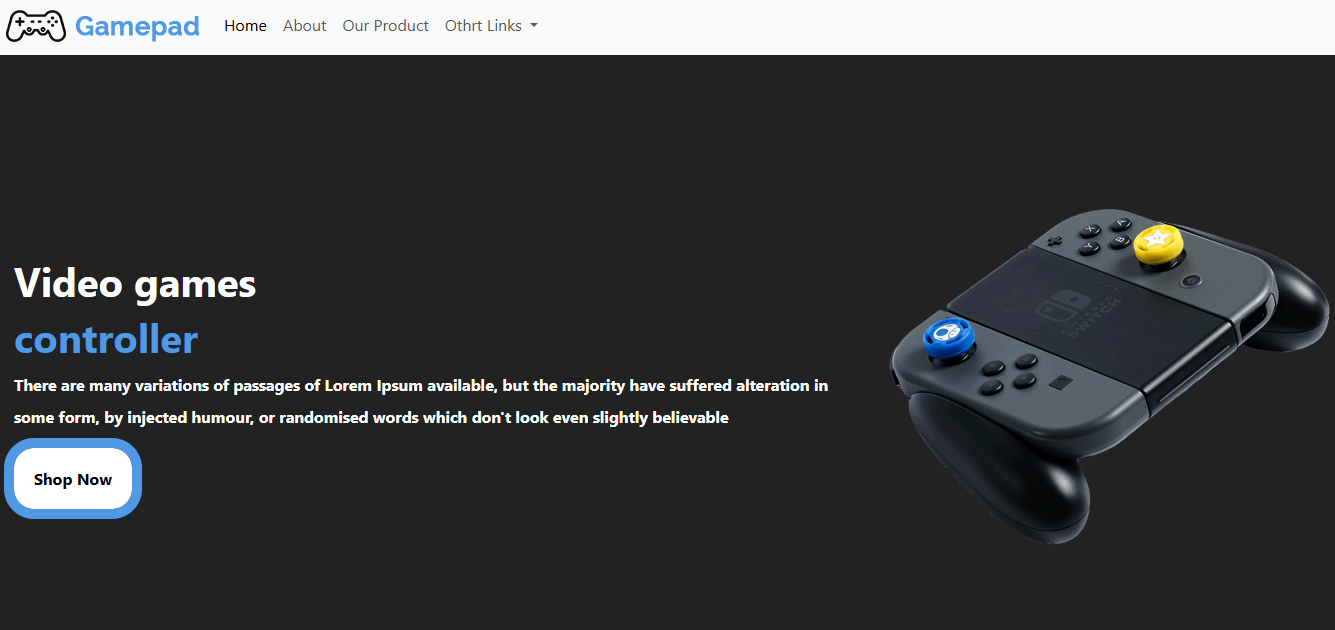 Gamepad Home About Our Product Othrt Links
Video games
controller
There are many variations of passages of Lorem Ipsum available, but the majority have suffered alteration in
some form, by injected humour, or randomised words which don't look even slightly believable
Shop Now
X A
Y B
NINTENDO
SWITCH